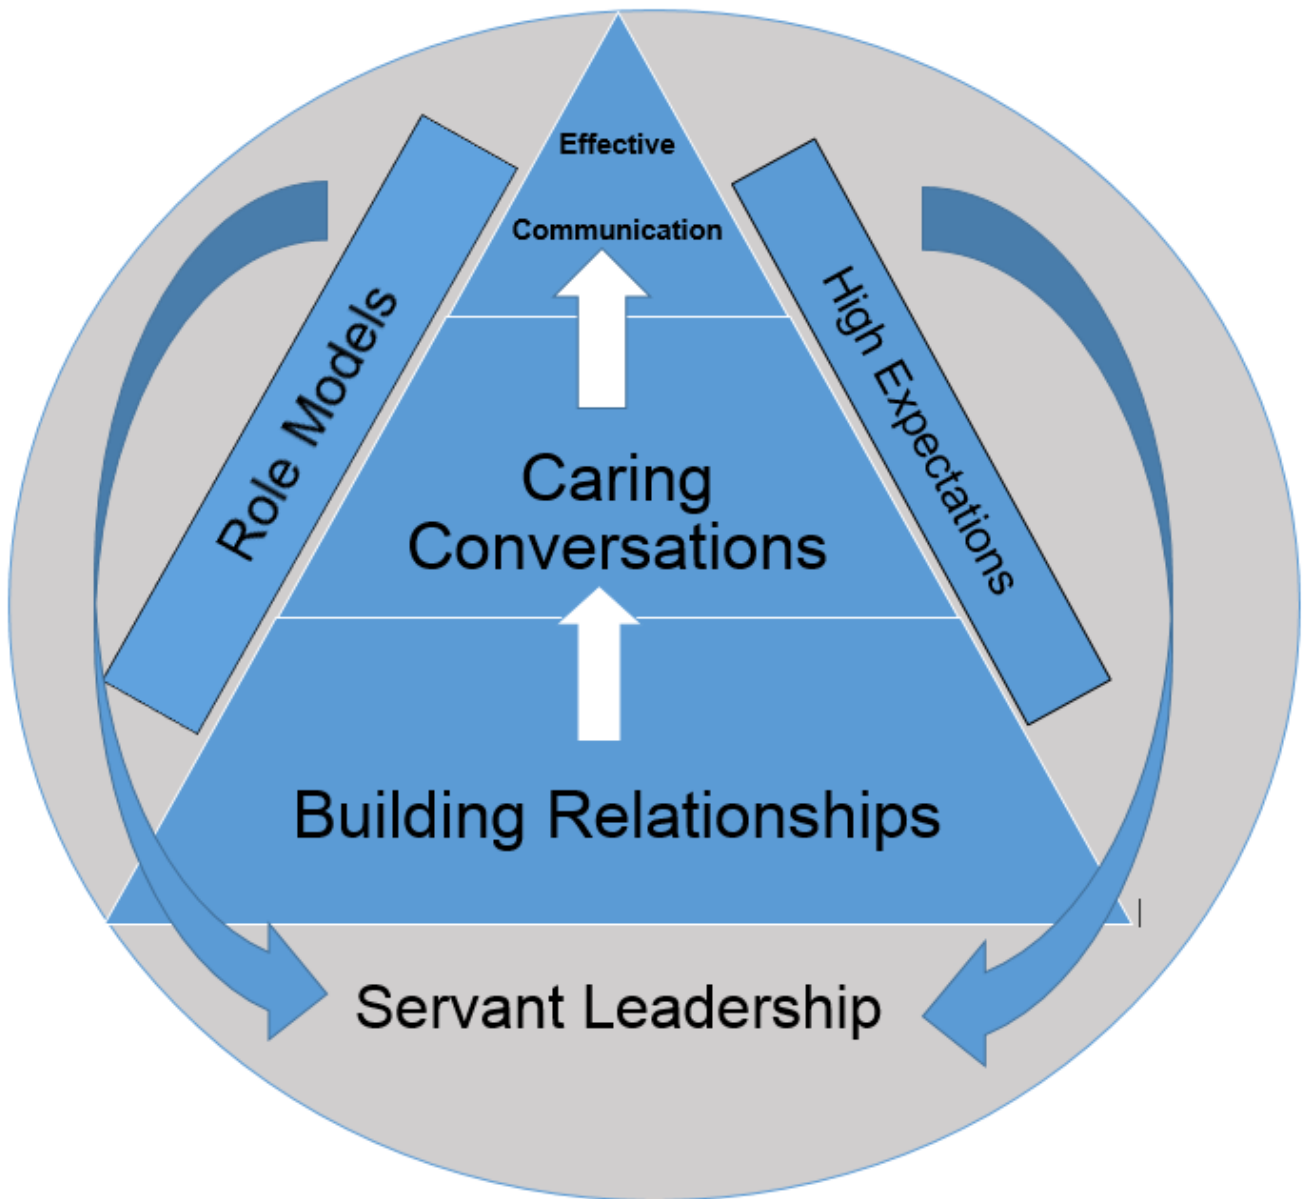 Effective
Communication
Role Models
High Expectations
Caring
Conversations
Building Relationships
Servant Leadership